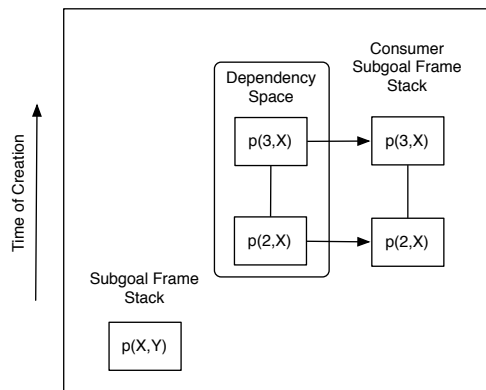 Consumer
Subgoal Frame
Stack
Dependency
Space
p(3,X)
p(3,X)
Time of Creation
p(2,X)
p(2,X)
Subgoal Frame
Stack
p(X,Y)